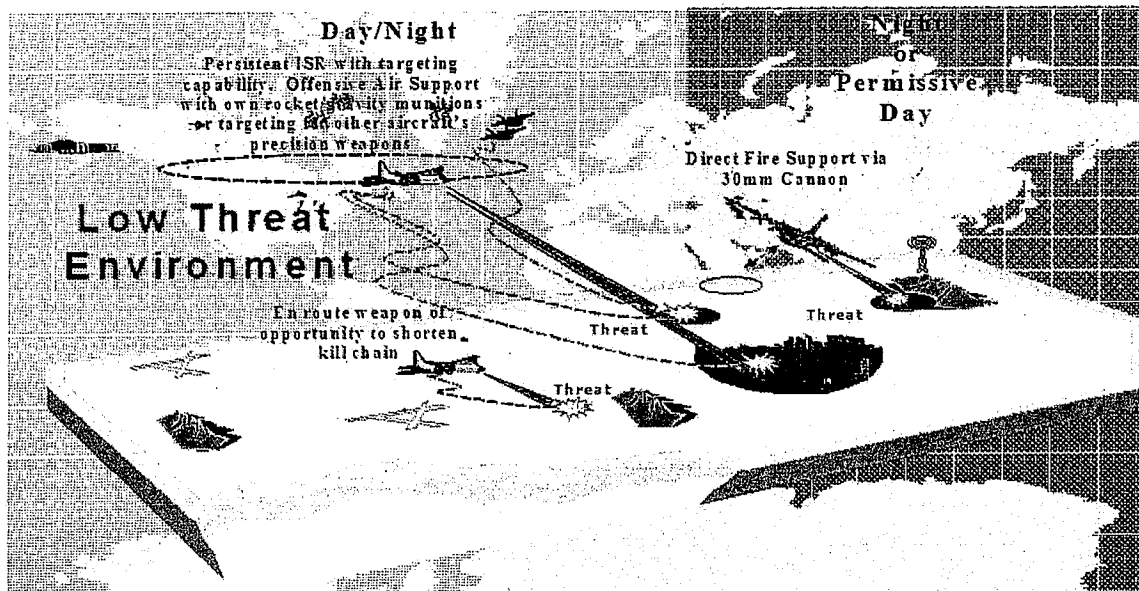 Day/Night
Persistent ISR with targeting
capability. Offensive Air Support
with own rocket/gravity munitions
or targeting for other aircraft's
precision weapons
Night
or
Permissive
Day
Direct Fire Support via
30mm Cannon
Low Threat
Environment
Threat
Threat
En route weapon of
opportunity to shorten
kill chain
Threat